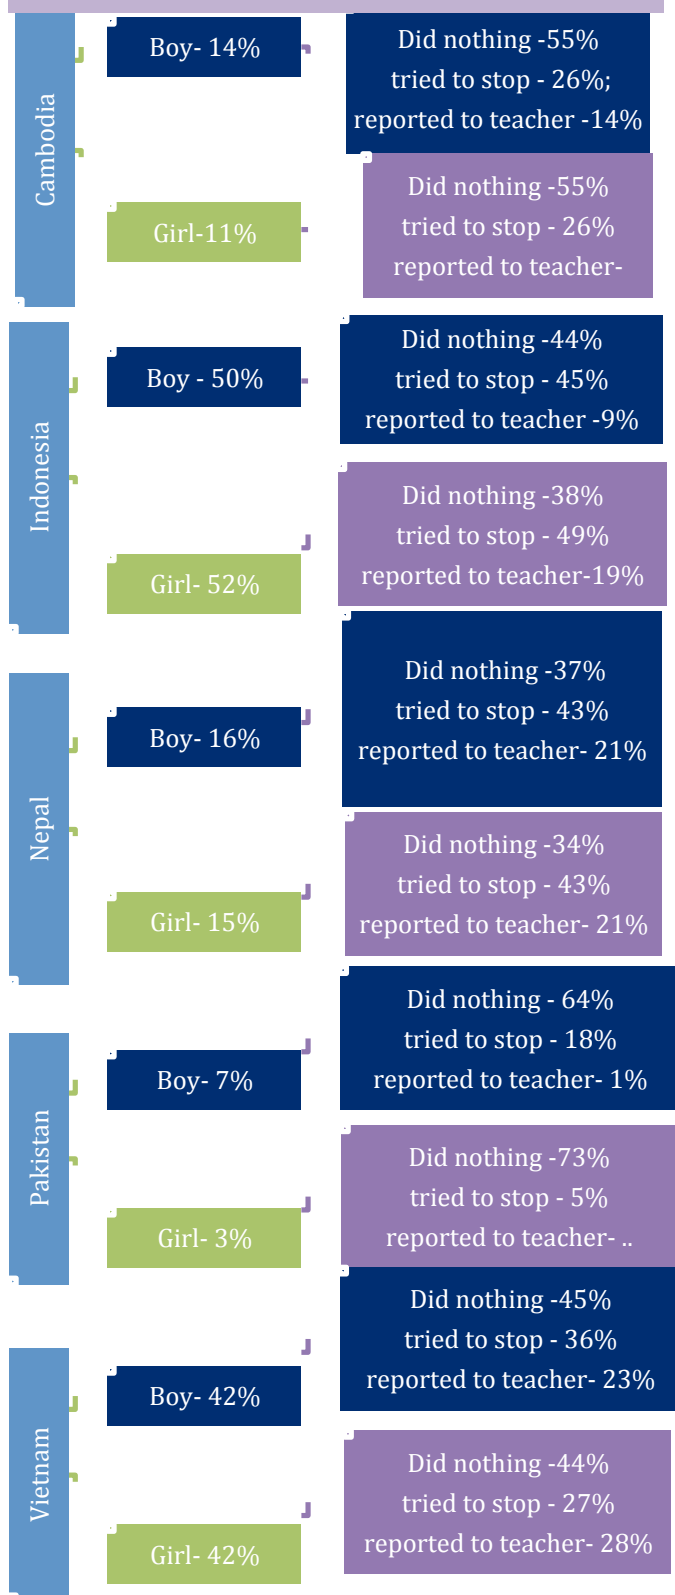 Cambodia
Boy- 14%
Did nothing -55%
tried to stop - 26%;
reported to teacher -14%
Girl-11%
Did nothing -55%
tried to stop - 26%
reported to teacher-
Indonesia
Boy - 50%
Did nothing -44%
tried to stop - 45%
reported to teacher -9%
Girl- 52%
Did nothing -38%
tried to stop - 49%
reported to teacher-19%
Nepal
Boy- 16%
Did nothing -37%
tried to stop - 43%
reported to teacher- 21%
Girl- 15%
Did nothing -34%
tried to stop - 43%
reported to teacher- 21%
Pakistan
Boy- 7%
Did nothing - 64%
tried to stop - 18%
reported to teacher- 1%
Girl- 3%
Did nothing -73%
tried to stop - 5%
reported to teacher- ..
Vietnam
Boy- 42%
Did nothing -45%
tried to stop - 36%
reported to teacher- 23%
Girl- 42%
Did nothing -44%
tried to stop - 27%
reported to teacher- 28%